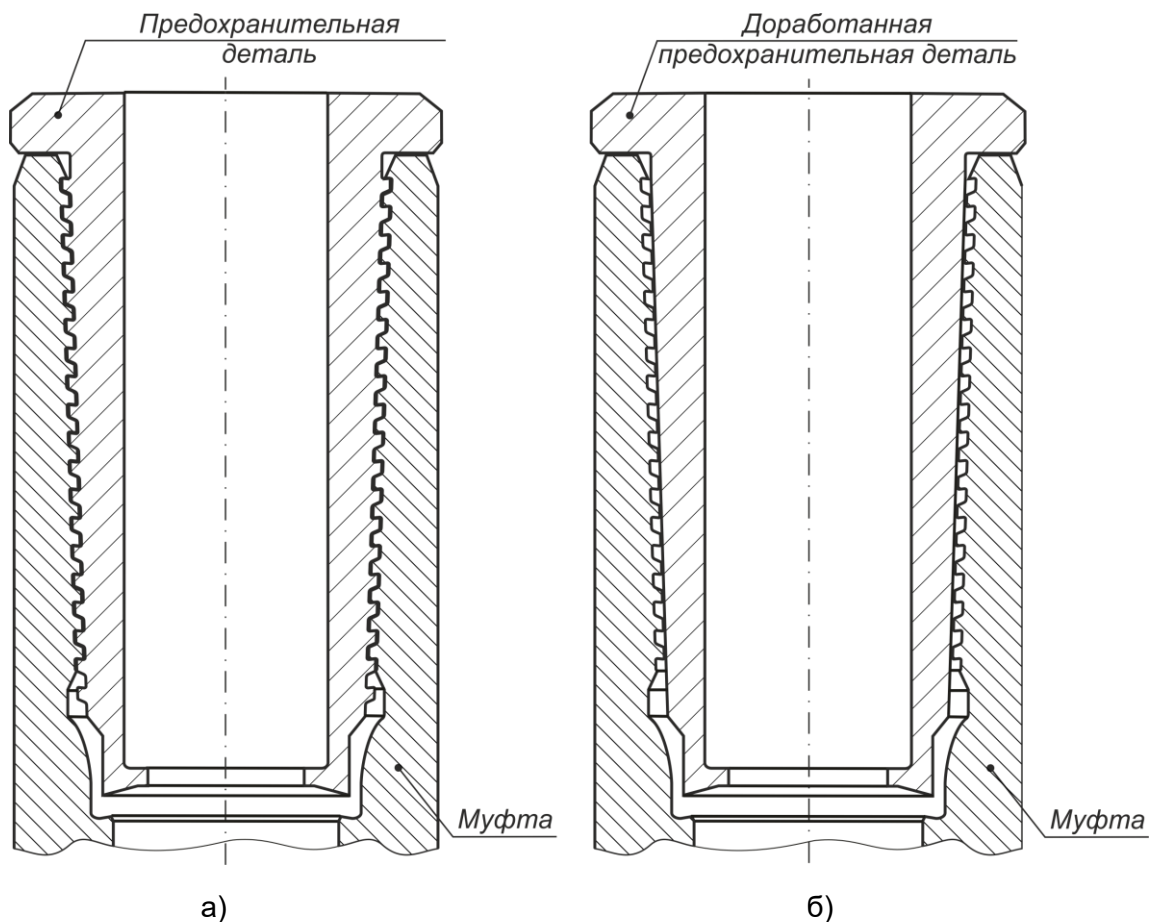 Предохранительная
деталь
Доработанная
предохранительная деталь
Муфта
Муфта
а)
б)